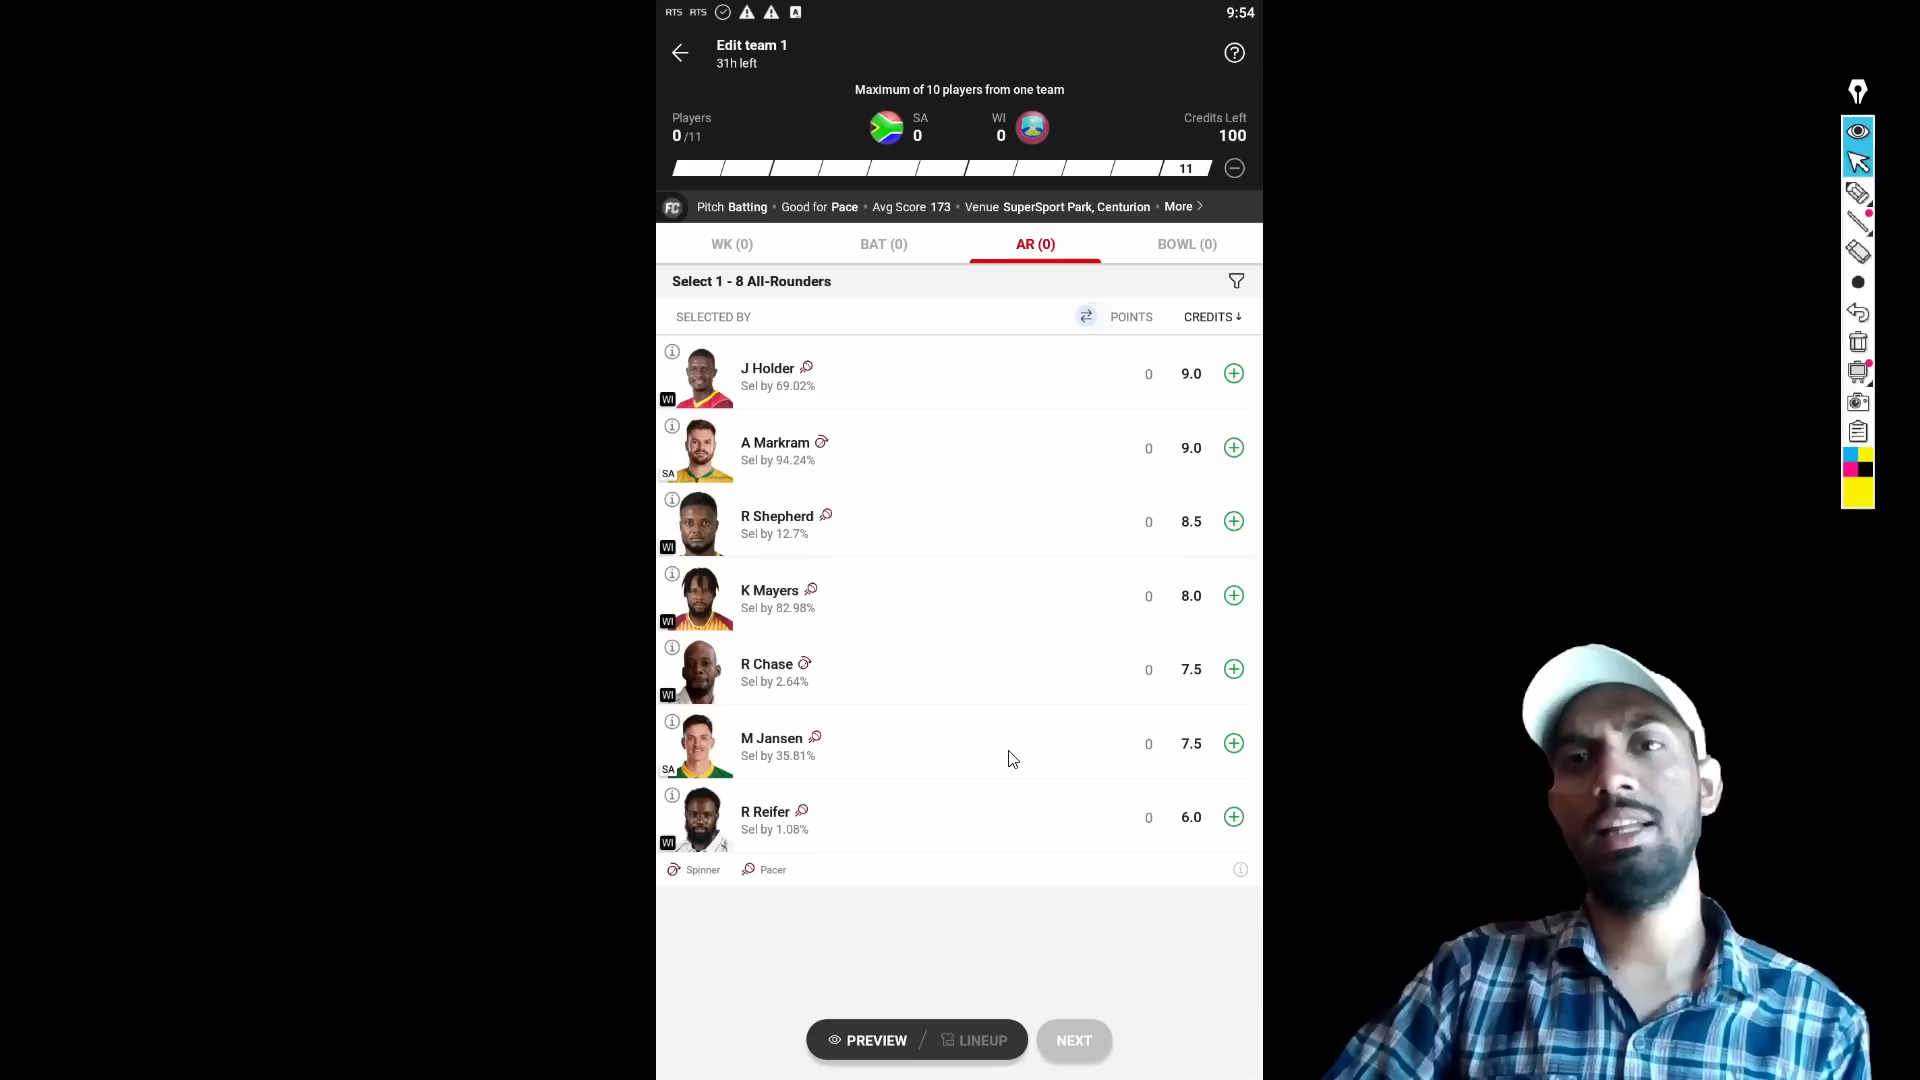 RTS RTS A 9:54
Edit team 1
31h left
Maximum of 10 players from one team
Players SA WI Credits Left
0 /11 0 0 100
11
FC Pitch Batting • Good for Pace • Avg Score 173 • Venue SuperSport Park, Centurion • More >
WK (0) BAT (0) AR (0) BOWL (0)
Select 1 - 8 All-Rounders
SELECTED BY POINTS CREDITS ↓
J Holder 0 9.0
Sel by 69.02%
WI
A Markram 0 9.0
Sel by 94.24%
SA
R Shepherd 0 8.5
Sel by 12.7%
WI
K Mayers 0 8.0
Sel by 82.98%
WI
R Chase 0 7.5
Sel by 2.64%
WI
M Jansen 0 7.5
Sel by 35.81%
SA
R Reifer 0 6.0
Sel by 1.08%
WI
Spinner Pacer
PREVIEW / LINEUP NEXT